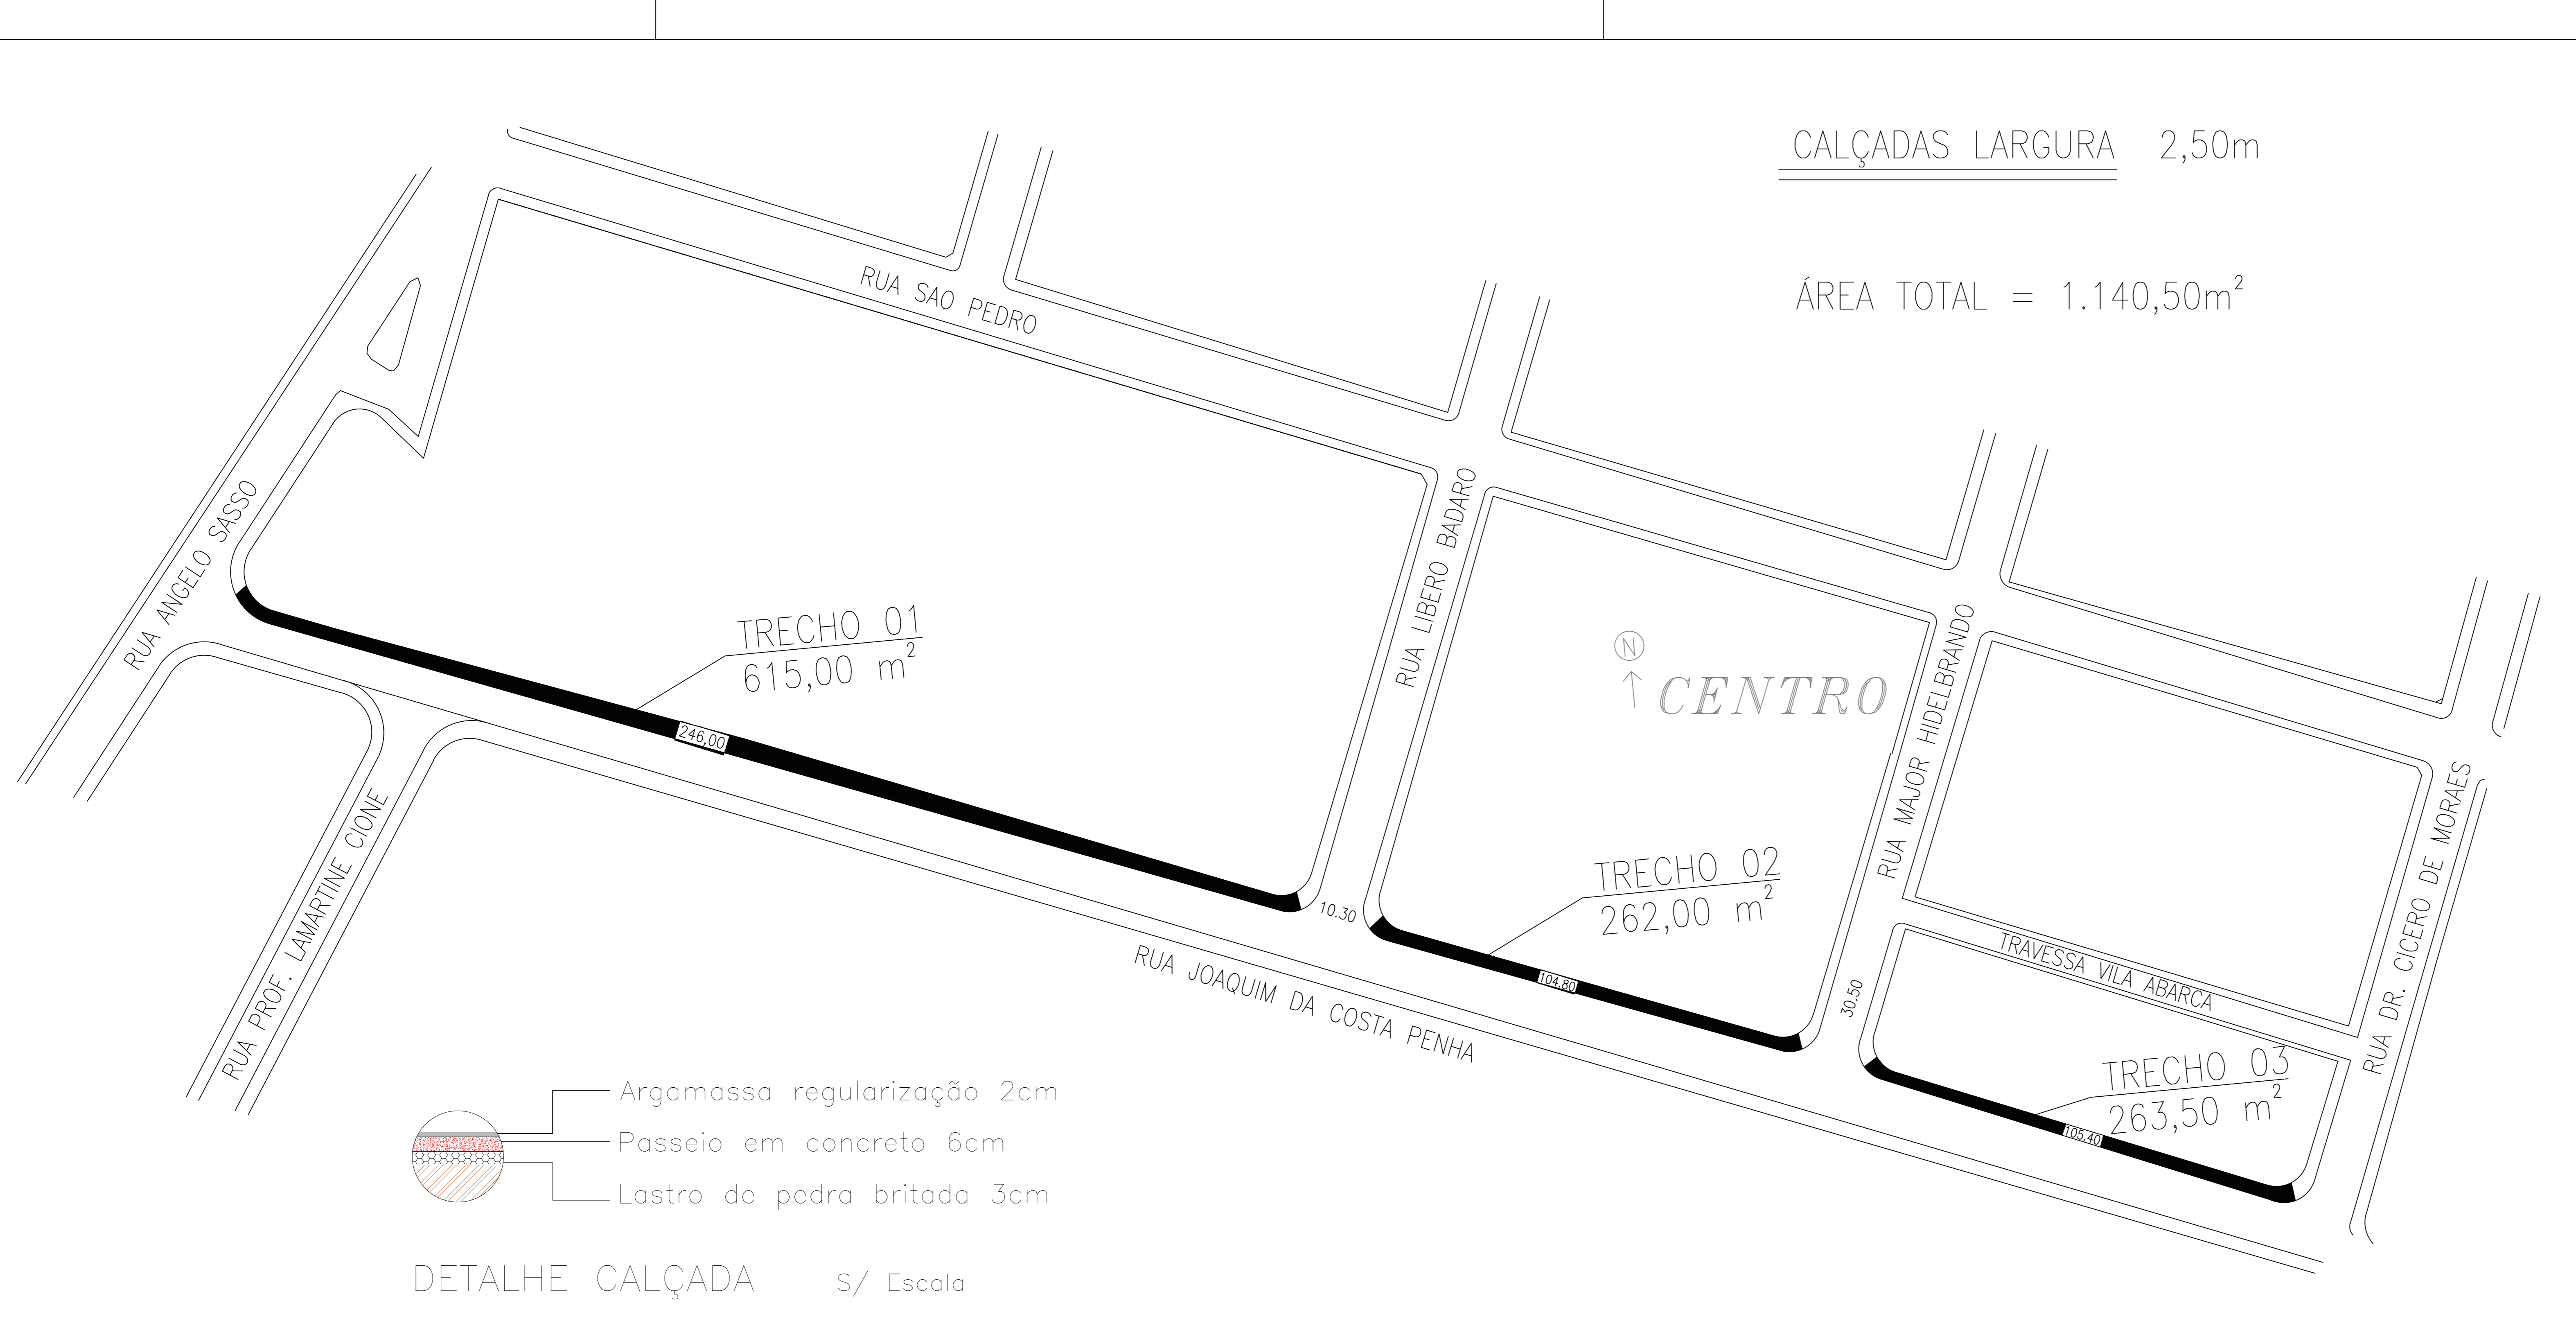 CALÇADAS LARGURA 2,50m
ÁREA TOTAL = 1.140,50m²
RUA SAO PEDRO
RUA ANGELO SASSO
RUA LIBERO BADARO
TRECHO 01
615,00 m²
246,00
N
CENTRO
RUA MAJOR HIDELBRANDO
RUA DR. CICERO DE MORAES
RUA PROF. LAMARTINE CIONE
TRECHO 02
262,00 m²
10.30
104.80
RUA JOAQUIM DA COSTA PENHA
TRAVESSA VILA ABARCA
30.50
TRECHO 03
263,50 m²
105.40
Argamassa regularização 2cm
Passeio em concreto 6cm
Lastro de pedra britada 3cm
DETALHE CALÇADA – S/ Escala